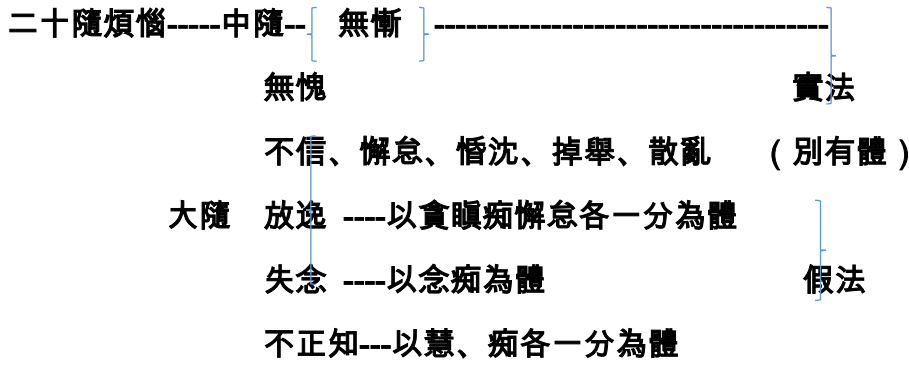 二十隨煩惱-----中隨-- 無慚 ------------------------------------
無愧 實法
不信、懈怠、惛沈、掉舉、散亂 （別有體）
大隨 放逸 ----以貪瞋痴懈怠各一分為體
失念 ----以念痴為體 假法
不正知---以慧、痴各一分為體